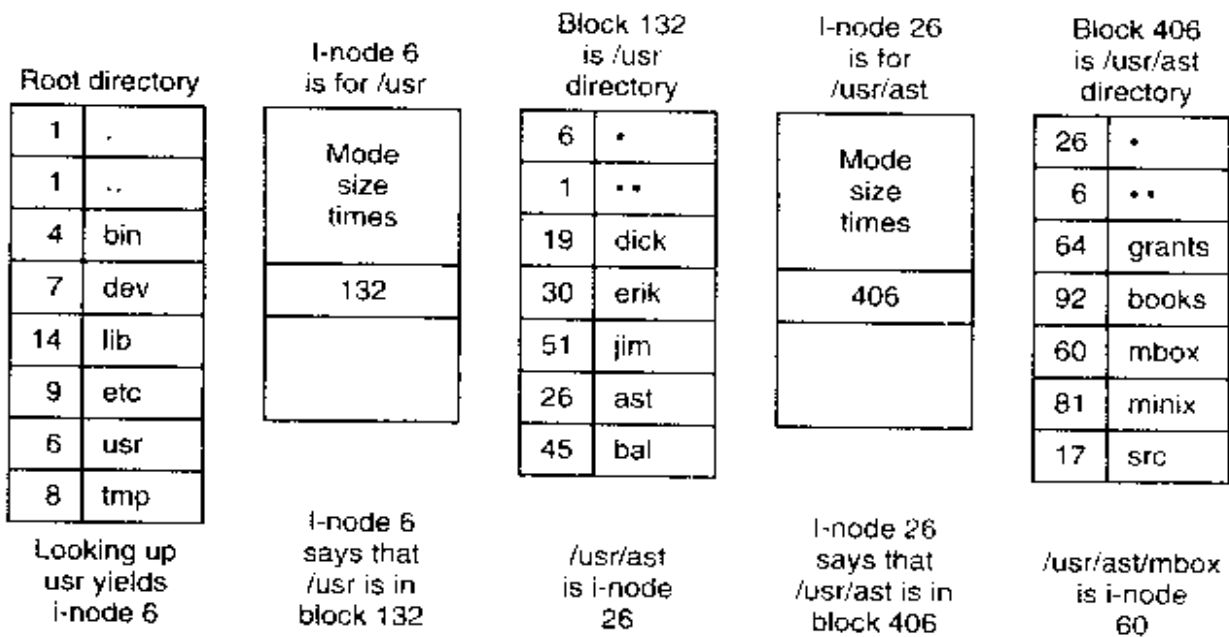 Root directory
1 .
1 ..
4 bin
7 dev
14 lib
9 etc
6 usr
8 tmp
Looking up
usr yields
i-node 6
I-node 6
is for /usr
Mode
size
times
132
I-node 6
says that
/usr is in
block 132
Block 132
is /usr
directory
6 •
1 ••
19 dick
30 erik
51 jim
26 ast
45 bal
/usr/ast
is i-node
26
I-node 26
is for
/usr/ast
Mode
size
times
406
I-node 26
says that
/usr/ast is in
block 406
Block 406
is /usr/ast
directory
26 •
6 ••
64 grants
92 books
60 mbox
81 minix
17 src
/usr/ast/mbox
is i-node
60